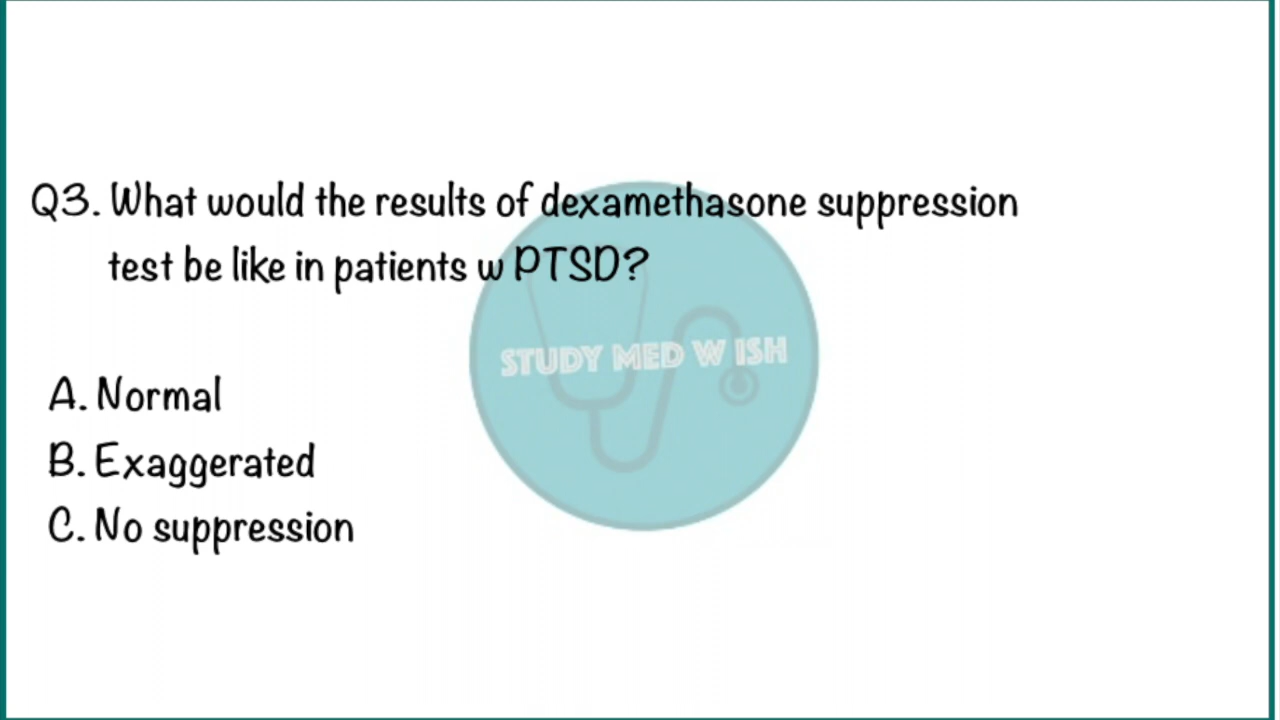 Q3. What would the results of dexamethasone suppression
test be like in patients w PTSD?
STUDY MED W ISH
A. Normal
B. Exaggerated
C. No suppression